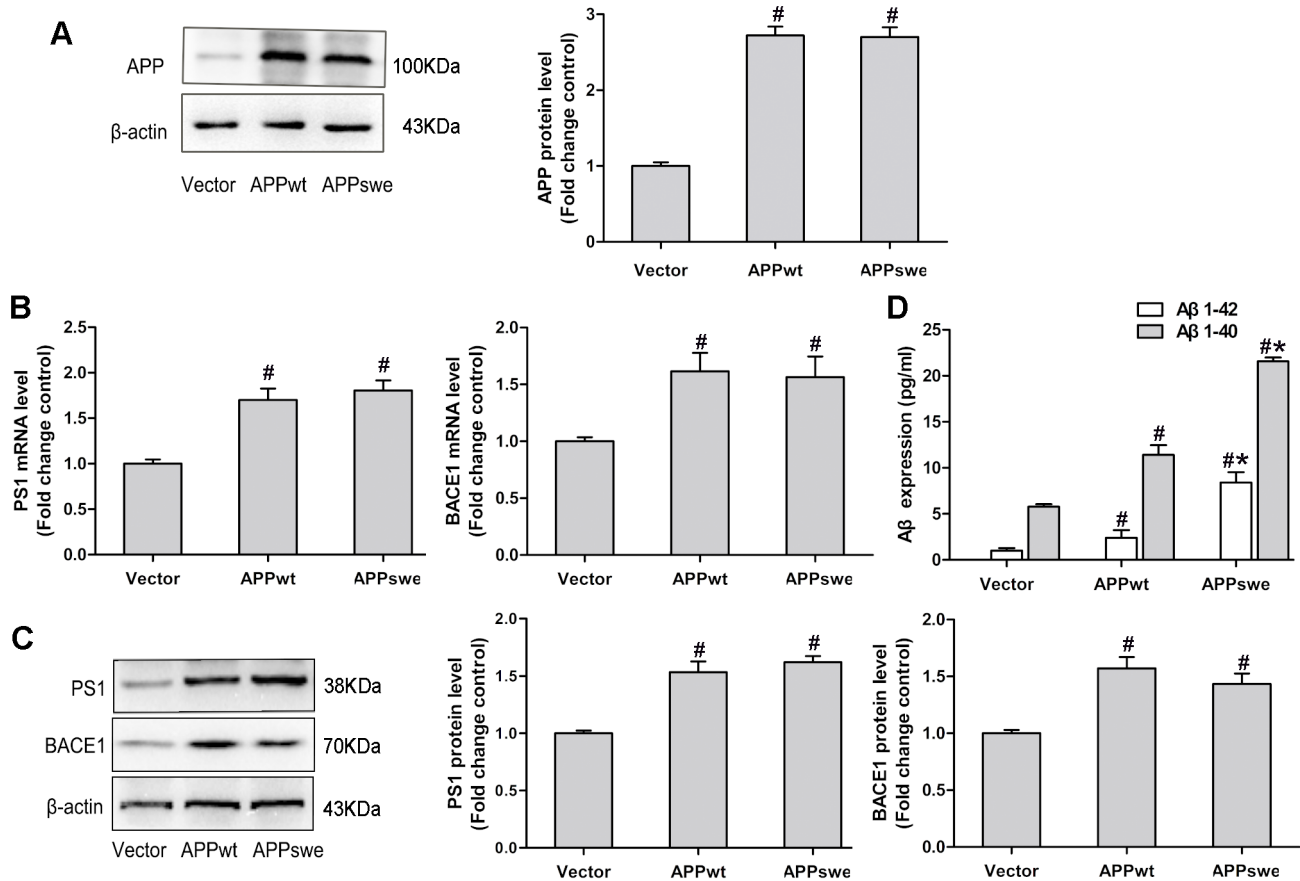 A
APP
100KDa
β-actin
43KDa
Vector APPwt APPswe
APP protein level
(Fold change control)
3
2
1
0
#
#
Vector APPwt APPswe
B
PS1 mRNA level
(Fold change control)
2.5
2.0
1.5
1.0
0.5
0.0
#
#
Vector APPwt APPswe
BACE1 mRNA level
(Fold change control)
2.0
1.5
1.0
0.5
0.0
#
#
Vector APPwt APPswe
D
Aβ 1-42
Aβ 1-40
Aβ expression (pg/ml)
25
20
15
10
5
0
#
#
#*
#*
Vector APPwt APPswe
C
PS1
38KDa
BACE1
70KDa
β-actin
43KDa
Vector APPwt APPswe
PS1 protein level
(Fold change control)
2.0
1.5
1.0
0.5
0.0
#
#
Vector APPwt APPswe
BACE1 protein level
(Fold change control)
2.0
1.5
1.0
0.5
0.0
#
#
Vector APPwt APPswe